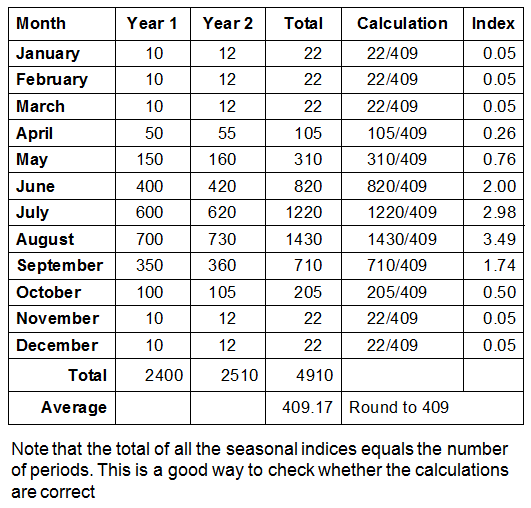 Month Year 1 Year 2 Total Calculation Index
January 10 12 22 22/409 0.05
February 10 12 22 22/409 0.05
March 10 12 22 22/409 0.05
April 50 55 105 105/409 0.26
May 150 160 310 310/409 0.76
June 400 420 820 820/409 2.00
July 600 620 1220 1220/409 2.98
August 700 730 1430 1430/409 3.49
September 350 360 710 710/409 1.74
October 100 105 205 205/409 0.50
November 10 12 22 22/409 0.05
December 10 12 22 22/409 0.05
Total 2400 2510 4910
Average 409.17 Round to 409
Note that the total of all the seasonal indices equals the number
of periods. This is a good way to check whether the calculations
are correct